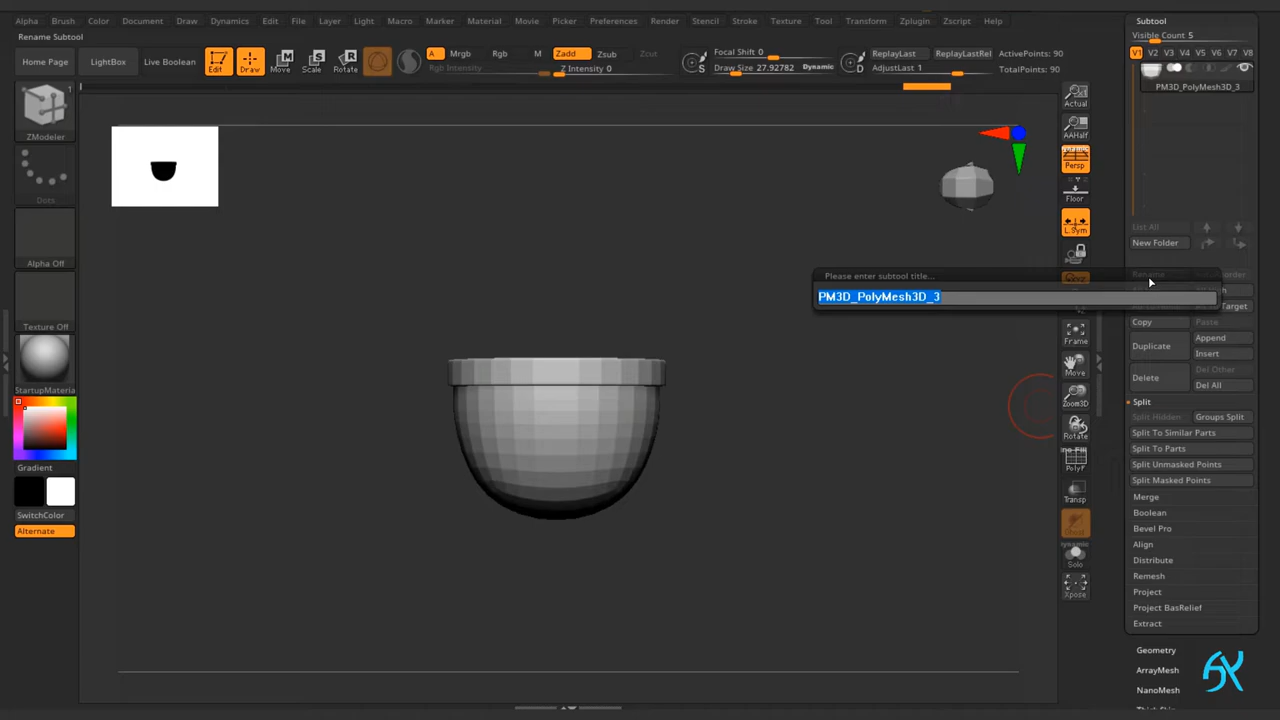 Alpha Brush Color Document Draw Dynamics Edit File Layer Light Macro Marker Material Movie Picker Preferences Render Stencil Stroke Texture Tool Transform Zplugin Zscript Help
Rename Subtool
Home Page LightBox Live Boolean Edit Draw Move Scale Rotate
A Mrgb Rgb M Zadd Zsub Zcut
Rgb Intensity Z Intensity 0
S
Focal Shift 0
Draw Size 27.92782 Dynamic
D
ReplayLast ReplayLastRel
AdjustLast 1
ActivePoints: 90
TotalPoints: 90
1
ZModeler
Dots
Alpha Off
Texture Off
StartupMateria
Gradient
SwitchColor
Alternate
Actual
AAHalf
Persp
Floor
L.Sym
Frame
Move
Zoom3D
Rotate
PolyF
Transp
Dynamic
Solo
Xpose
Please enter subtool title...
PM3D_PolyMesh3D_3
Subtool
Visible Count 5
V1 V2 V3 V4 V5 V6 V7 V8
PM3D_PolyMesh3D_3
List All
New Folder
Rename
Copy Paste
Duplicate
Append
Insert
Delete
Del Other
Del All
Split
Split Hidden Groups Split
Split To Similar Parts
Split To Parts
Split Unmasked Points
Split Masked Points
Merge
Boolean
Bevel Pro
Align
Distribute
Remesh
Project
Project BasRelief
Extract
Geometry
ArrayMesh
NanoMesh